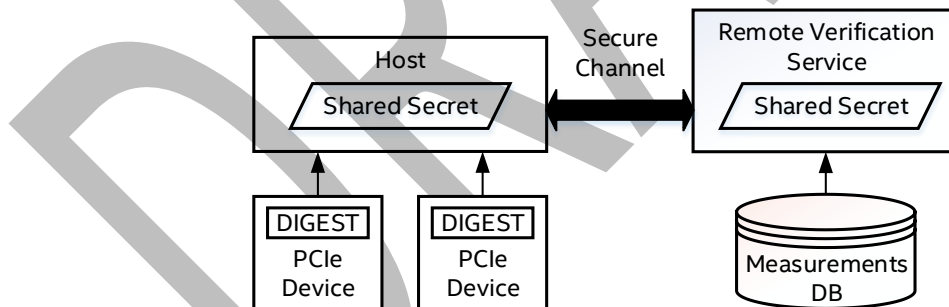 Host
Shared Secret
Secure
Channel
Remote Verification
Service
Shared Secret
DIGEST
PCIe
Device
DIGEST
PCIe
Device
Measurements
DB